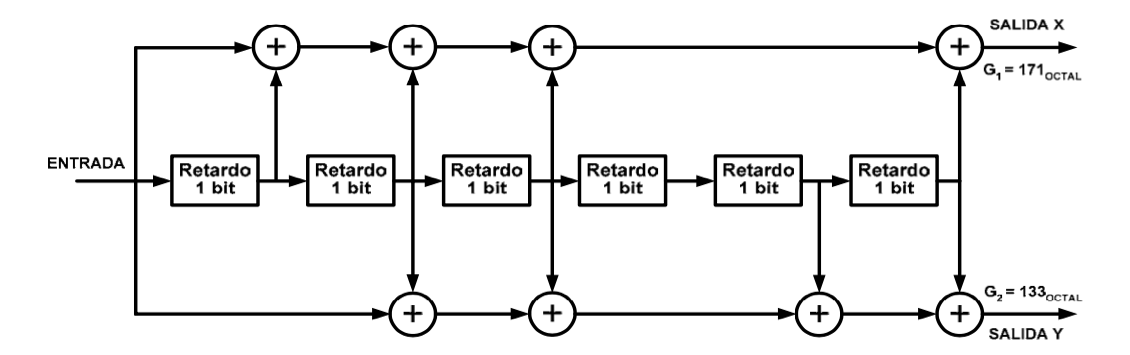 SALIDA X
G1 = 171OCTAL
ENTRADA
Retardo
1 bit
Retardo
1 bit
Retardo
1 bit
Retardo
1 bit
Retardo
1 bit
Retardo
1 bit
G2 = 133OCTAL
SALIDA Y